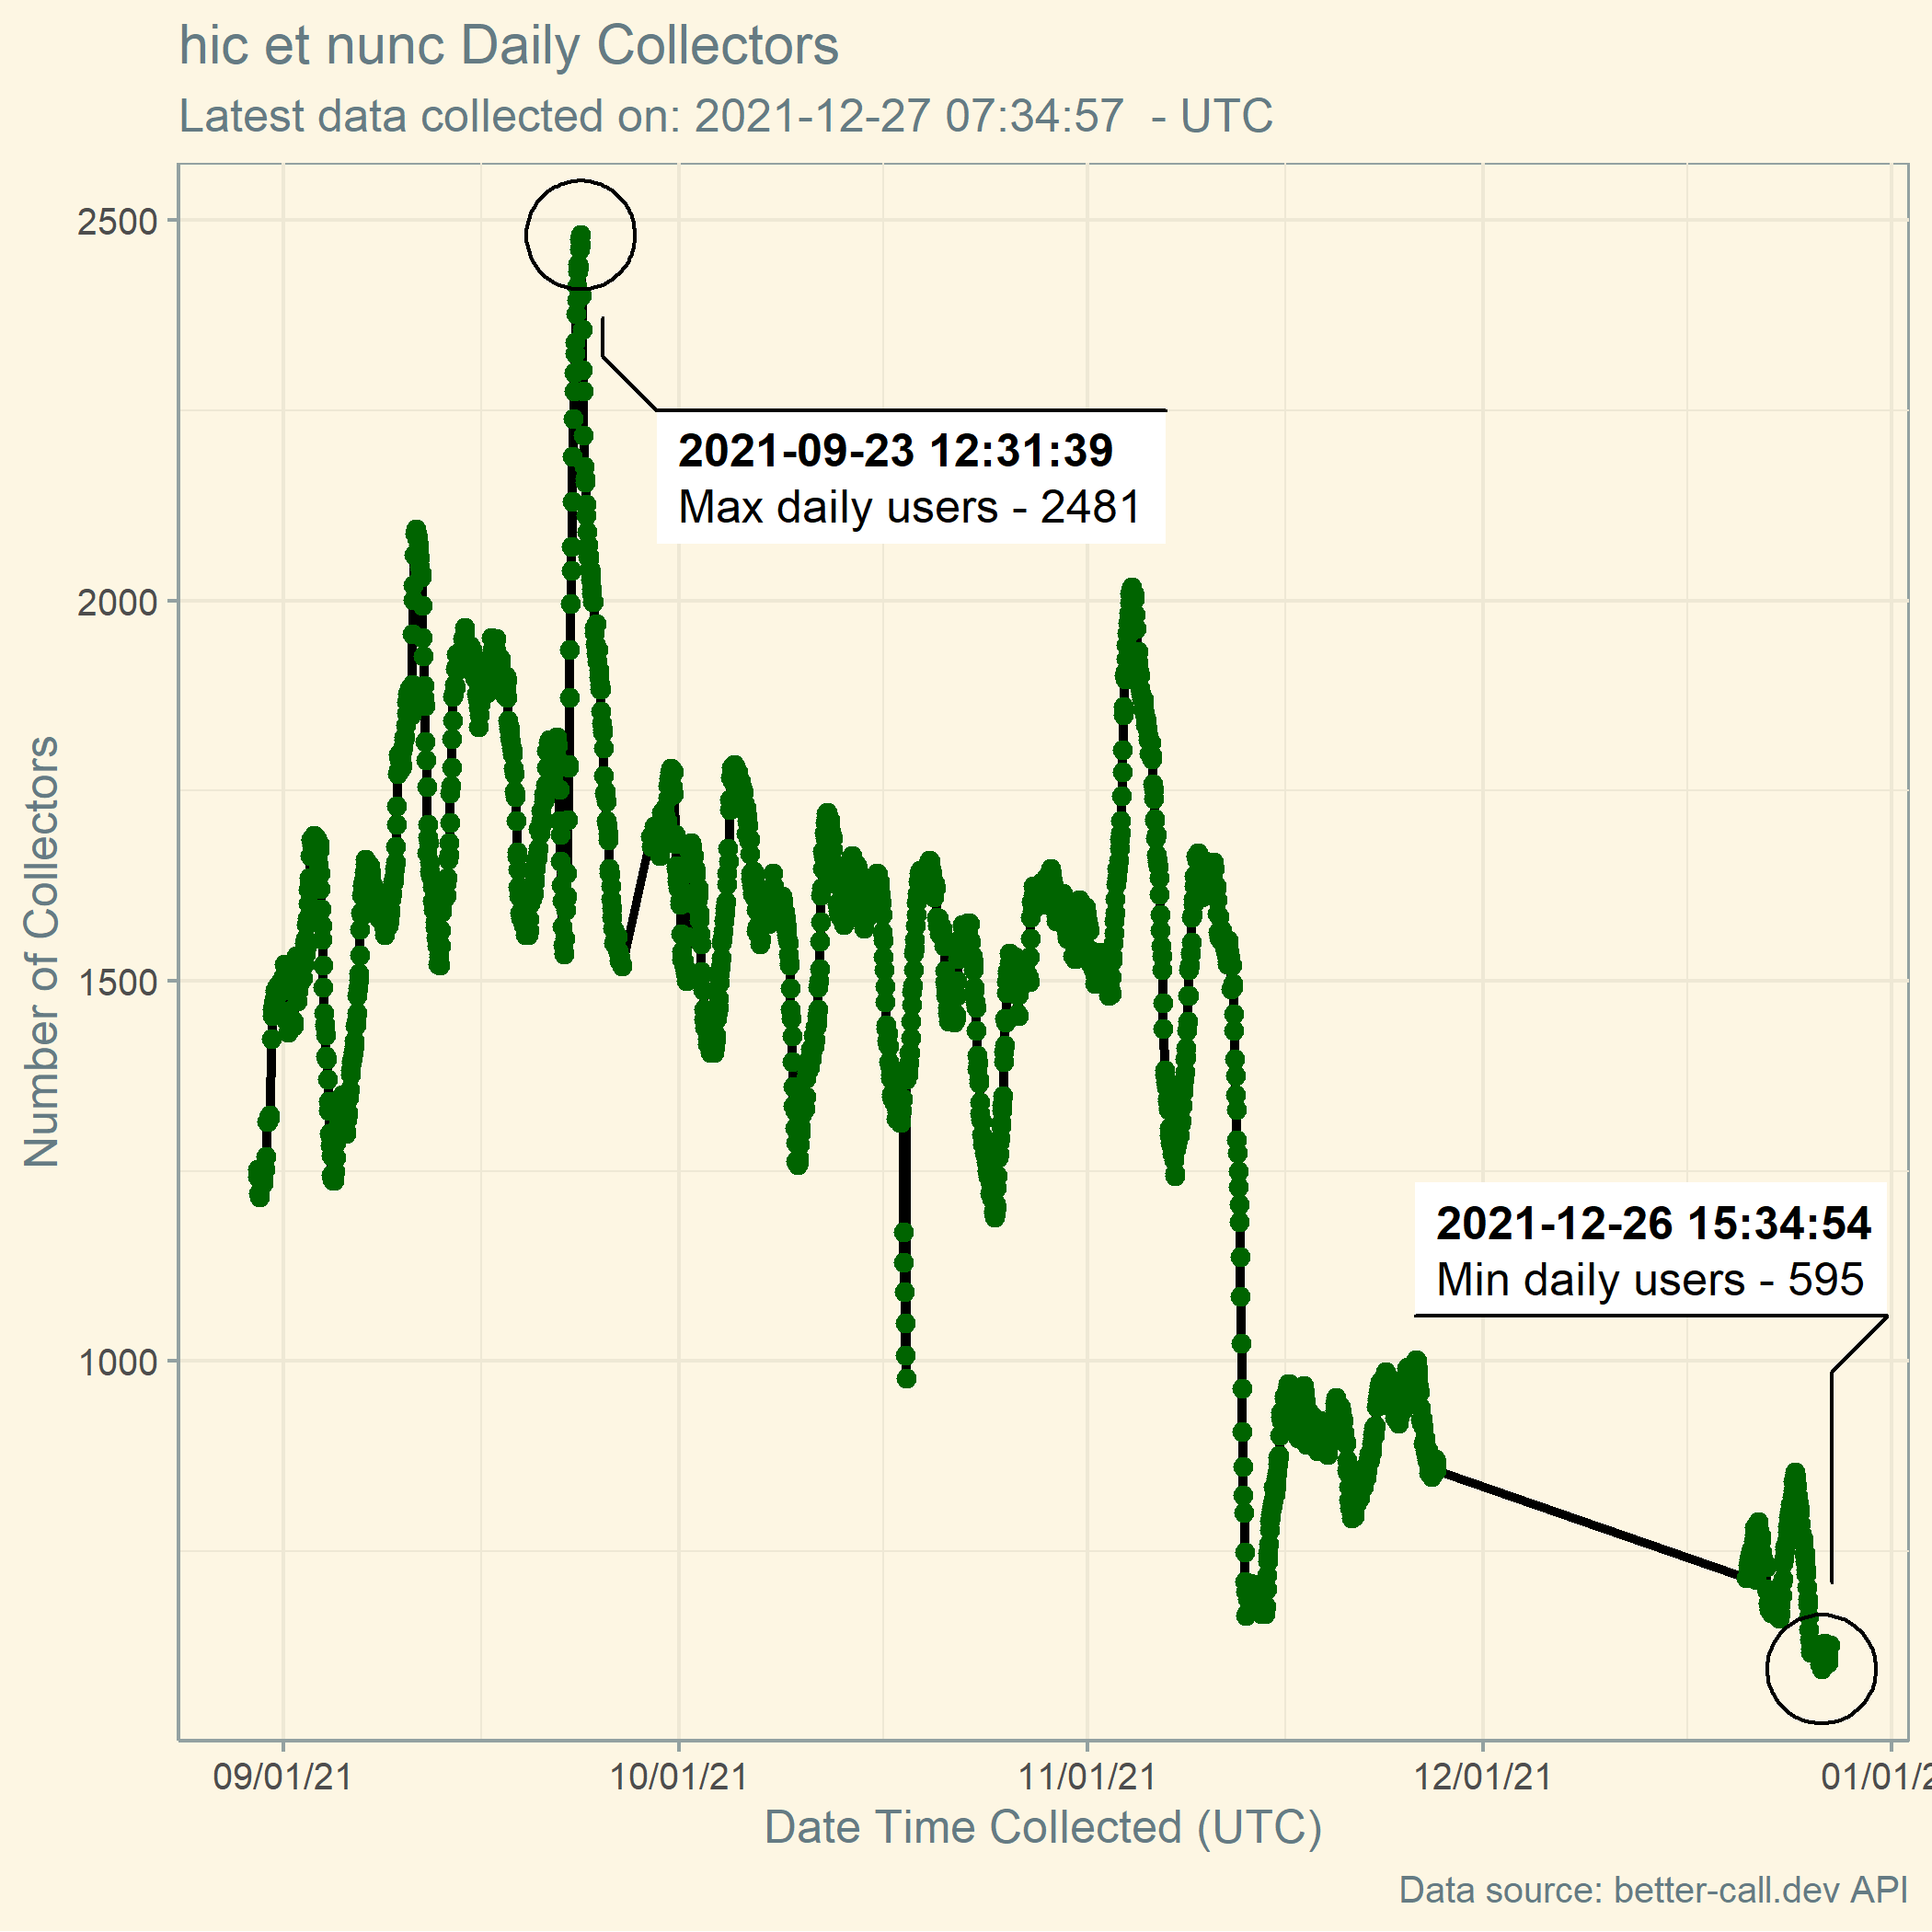 hic et nunc Daily Collectors
Latest data collected on: 2021-12-27 07:34:57  - UTC
2500
2021-09-23 12:31:39
Max daily users - 2481
2000
Number of Collectors
1500
2021-12-26 15:34:54
Min daily users - 595
1000
09/01/21 10/01/21 11/01/21 12/01/21 01/01/2
Date Time Collected (UTC)
Data source: better-call.dev API